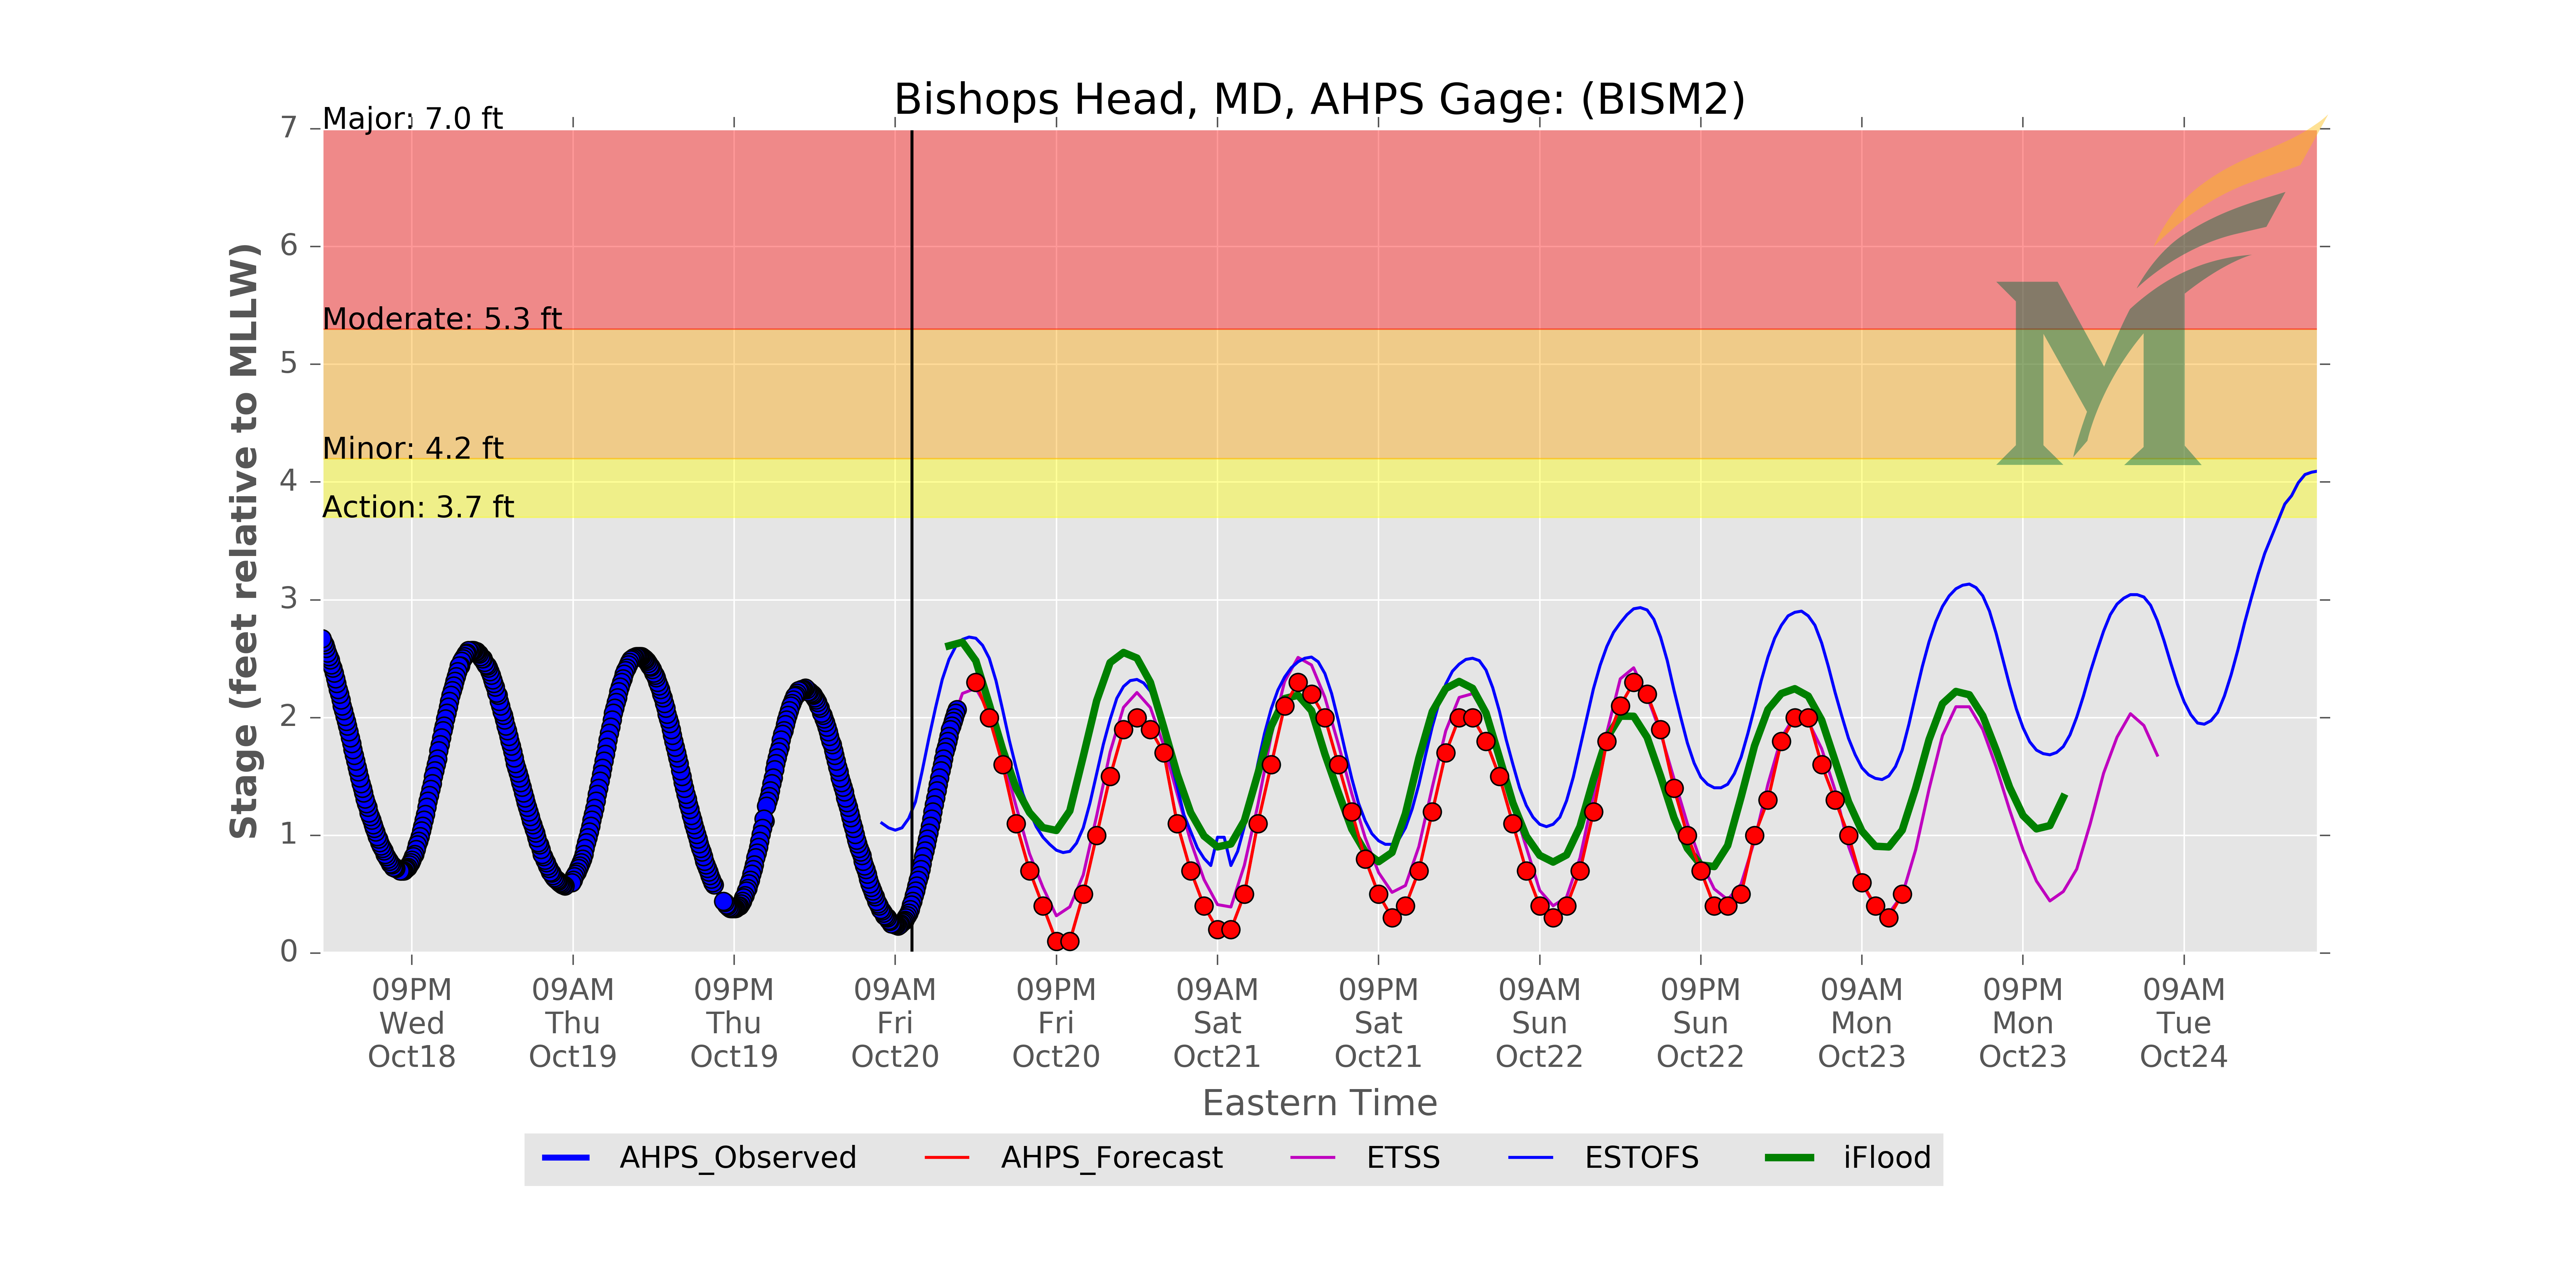 Bishops Head, MD, AHPS Gage: (BISM2)
Major: 7.0 ft
Moderate: 5.3 ft
Minor: 4.2 ft
Action: 3.7 ft
7
6
5
4
3
2
1
0
Stage (feet relative to MLLW)
09PM
Wed
Oct18
09AM
Thu
Oct19
09PM
Thu
Oct19
09AM
Fri
Oct20
09PM
Fri
Oct20
09AM
Sat
Oct21
09PM
Sat
Oct21
09AM
Sun
Oct22
09PM
Sun
Oct22
09AM
Mon
Oct23
09PM
Mon
Oct23
09AM
Tue
Oct24
Eastern Time
AHPS_Observed
AHPS_Forecast
ETSS
ESTOFS
iFlood
M